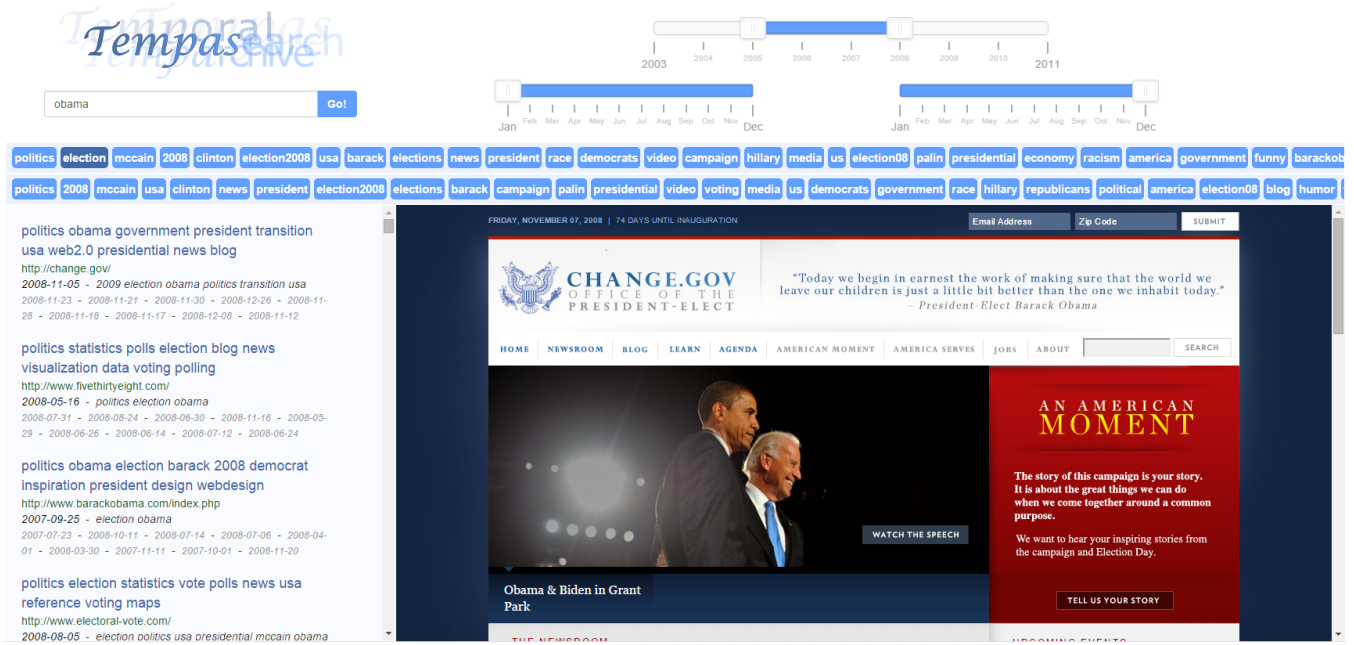 Temporal
Tempas earch
Temparchive
obama Go!
2003 2004 2005 2006 2007 2008 2009 2010 2011
Jan Feb Mar Apr May Jun Jul Aug Sep Oct Nov Dec
Jan Feb Mar Apr May Jun Jul Aug Sep Oct Nov Dec
politics election mccain 2008 clinton election2008 usa barack elections news president race democrats video campaign hillary media us election08 palin presidential economy racism america government funny barackob
politics 2008 mccain usa clinton news president election2008 elections barack campaign palin presidential video voting media us democrats government race hillary republicans political america election08 blog humor
politics obama government president transition
usa web2.0 presidential news blog
http://change.gov/
2008-11-05 - 2009 election obama politics transition usa
2008-11-23 - 2008-11-21 - 2008-11-30 - 2008-12-26 - 2008-11-
28 - 2008-11-18 - 2008-11-17 - 2008-12-08 - 2008-11-12
politics statistics polls election blog news
visualization data voting polling
http://www.fivethirtyeight.com/
2008-05-16 - politics election obama
2008-07-31 - 2008-08-24 - 2008-06-30 - 2008-11-16 - 2008-05-
29 - 2008-06-26 - 2008-06-14 - 2008-07-12 - 2008-06-24
politics obama election barack 2008 democrat
inspiration president design webdesign
http://www.barackobama.com/index.php
2007-09-25 - election obama
2007-07-23 - 2008-10-11 - 2008-07-14 - 2008-07-06 - 2008-04-
01 - 2008-03-30 - 2007-11-11 - 2007-10-01 - 2008-11-20
politics election statistics vote polls news usa
reference voting maps
http://www.electoral-vote.com/
2008-08-05 - election politics usa presidential mccain obama
FRIDAY, NOVEMBER 07, 2008 | 74 DAYS UNTIL INAUGURATION
Email Address Zip Code SUBMIT
CHANGE.GOV
OFFICE OF THE
PRESIDENT-ELECT
"Today we begin in earnest the work of making sure that the world we
leave our children is just a little bit better than the one we inhabit today."
– President-Elect Barack Obama
HOME NEWSROOM BLOG LEARN AGENDA AMERICAN MOMENT AMERICA SERVES JOBS ABOUT SEARCH
WATCH THE SPEECH
Obama & Biden in Grant
Park
AN AMERICAN
MOMENT
The story of this campaign is your story.
It is about the great things we can do
when we come together around a common
purpose.
We want to hear your inspiring stories from
the campaign and Election Day.
TELL US YOUR STORY
THE NEWSROOM
UPCOMING EVENTS